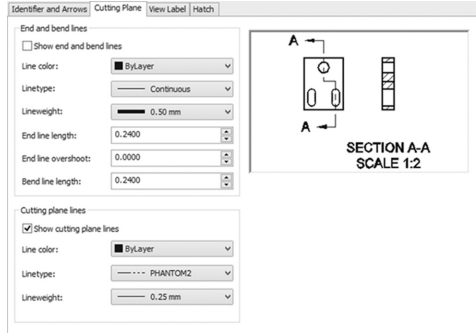 Identifier and Arrows Cutting Plane View Label Hatch
End and bend lines
Show end and bend lines
Line color: ByLayer
Linetype: Continuous
Lineweight: 0.50 mm
End line length: 0.2400
End line overshoot: 0.0000
Bend line length: 0.2400
Cutting plane lines
Show cutting plane lines
Line color: ByLayer
Linetype: PHANTOM2
Lineweight: 0.25 mm
A
A
SECTION A-A
SCALE 1:2